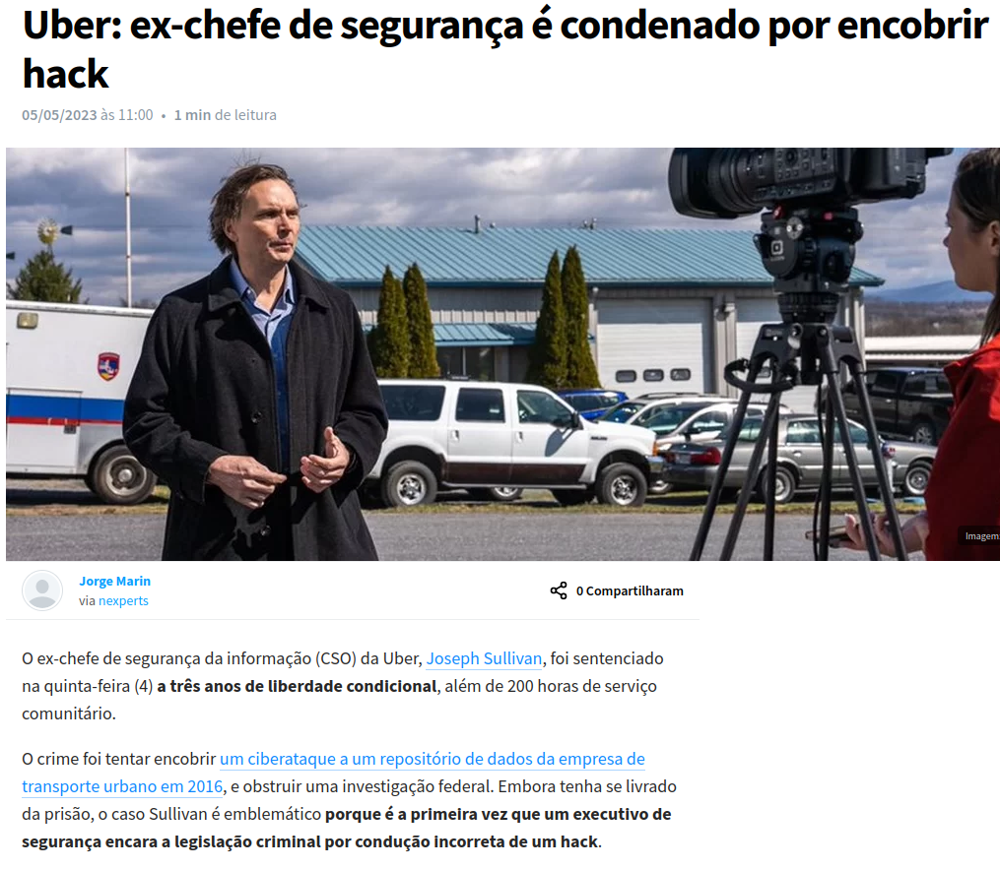 Uber: ex-chefe de segurança é condenado por encobrir
hack
05/05/2023 às 11:00 • 1 min de leitura
Imagem:
Jorge Marin
via nexperts
0 Compartilharam
O ex-chefe de segurança da informação (CSO) da Uber, Joseph Sullivan, foi sentenciado
na quinta-feira (4) a três anos de liberdade condicional, além de 200 horas de serviço
comunitário.
O crime foi tentar encobrir um ciberataque a um repositório de dados da empresa de
transporte urbano em 2016, e obstruir uma investigação federal. Embora tenha se livrado
da prisão, o caso Sullivan é emblemático porque é a primeira vez que um executivo de
segurança encara a legislação criminal por condução incorreta de um hack.